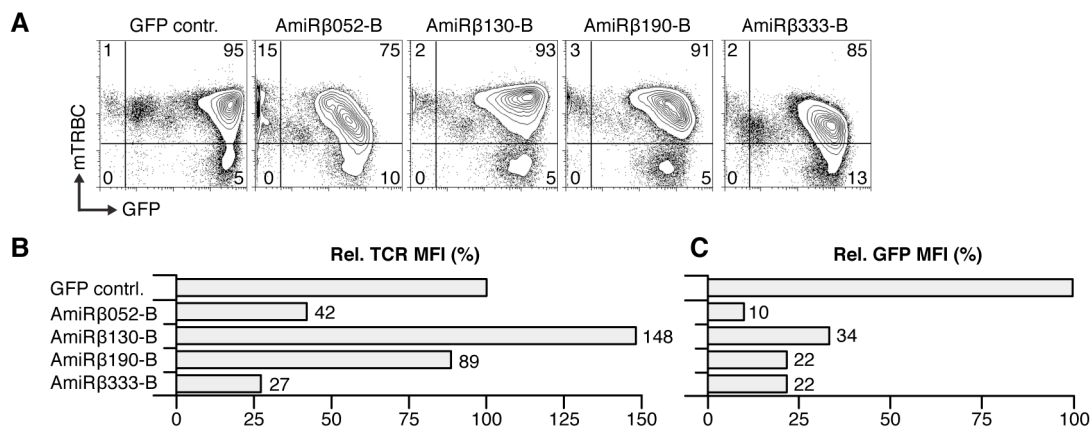 A
GFP contr.
AmiRβ052-B
AmiRβ130-B
AmiRβ190-B
AmiRβ333-B
1 95
15 75
2 93
3 91
2 85
mTRBC
0 5
0 10
0 5
0 5
0 13
GFP
B
Rel. TCR MFI (%)
GFP contrl.
AmiRβ052-B 42
AmiRβ130-B 148
AmiRβ190-B 89
AmiRβ333-B 27
0 25 50 75 100 125 150
C
Rel. GFP MFI (%)
10
34
22
22
0 25 75 100